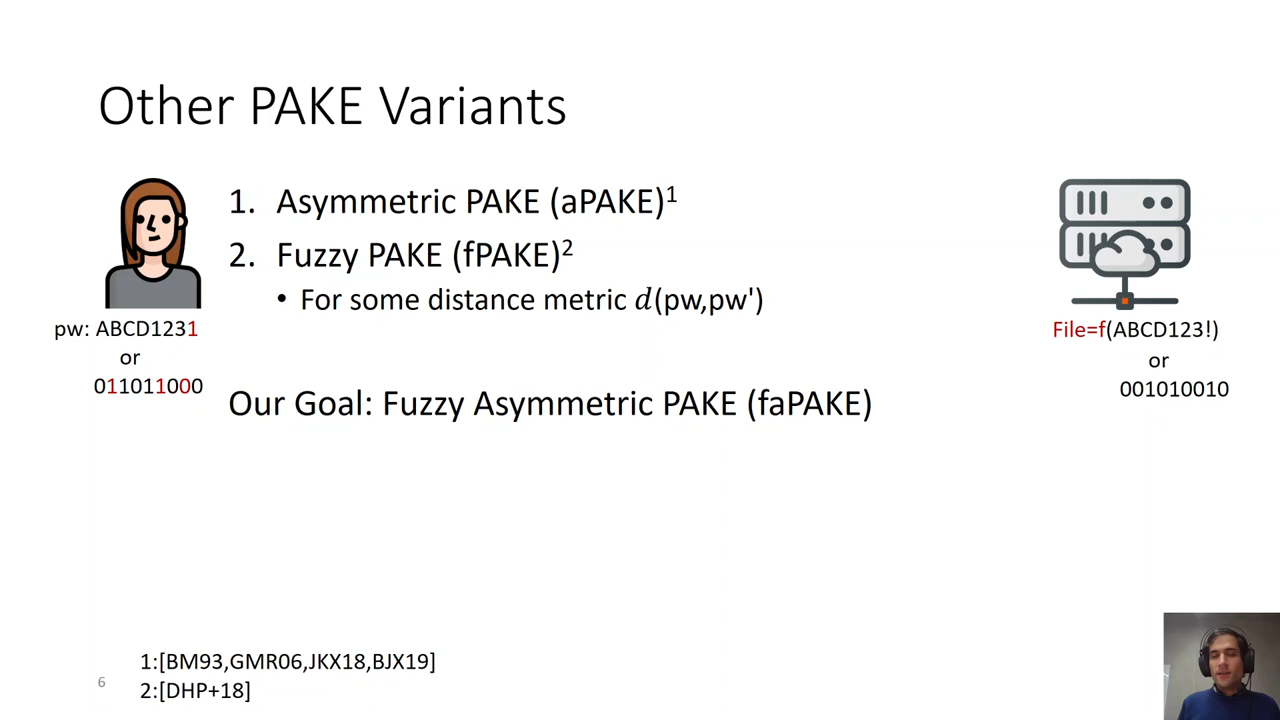 Other PAKE Variants
1. Asymmetric PAKE (aPAKE)¹
2. Fuzzy PAKE (fPAKE)²
• For some distance metric d(pw,pw')
pw: ABCD1231
or
011011000
File=f(ABCD123!)
or
001010010
Our Goal: Fuzzy Asymmetric PAKE (faPAKE)
1:[BM93,GMR06,JKX18,BJX19]
2:[DHP+18]
6